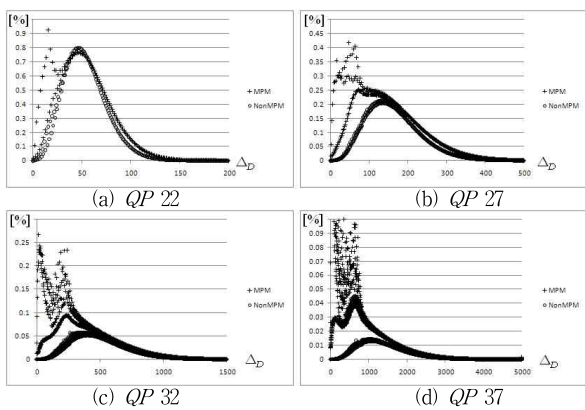 [%]
0.9
0.8
0.7
0.6
0.5
0.4
0.3
0.2
0.1
0
0 50 100 150 200
Δ_D
+ MPM
○ NonMPM
(a) QP 22
[%]
0.5
0.45
0.4
0.35
0.3
0.25
0.2
0.15
0.1
0.05
0
0 100 200 300 400 500
Δ_D
+ MPM
○ NonMPM
(b) QP 27
[%]
0.25
0.2
0.15
0.1
0.05
0
0 500 1000 1500
Δ_D
+ MPM
○ NonMPM
(c) QP 32
[%]
0.09
0.08
0.07
0.06
0.05
0.04
0.03
0.02
0.01
0
0 1000 2000 3000 4000 5000
Δ_D
+ MPM
○ NonMPM
(d) QP 37